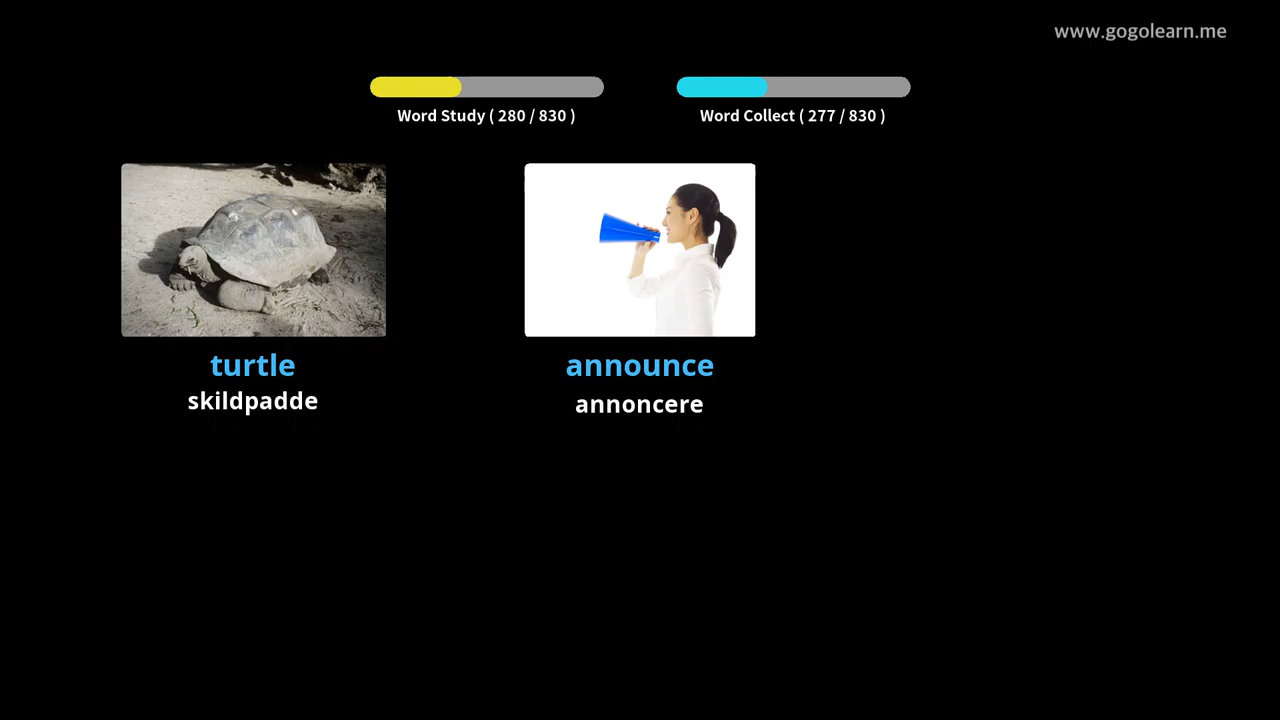 www.gogolearn.me
Word Study ( 280 / 830 )
Word Collect ( 277 / 830 )
turtle
skildpadde
announce
annoncere